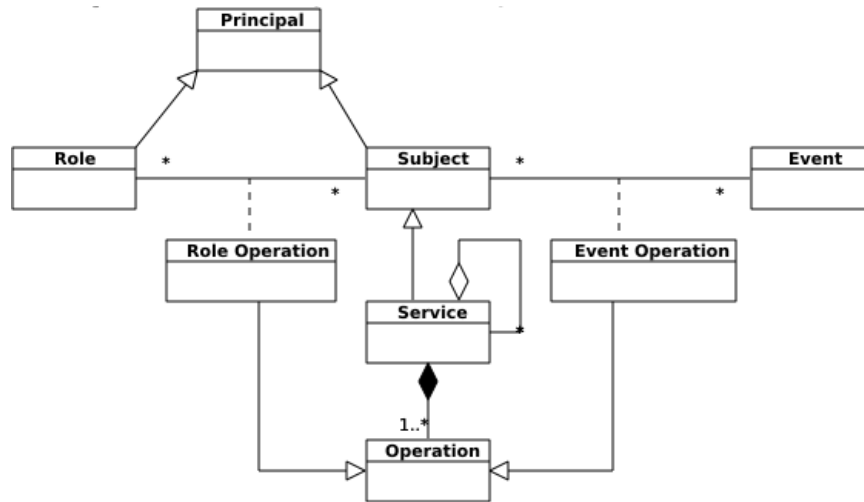 Principal
Role
*
*
Subject
*
*
Event
Role Operation
Event Operation
Service
*
1..*
Operation